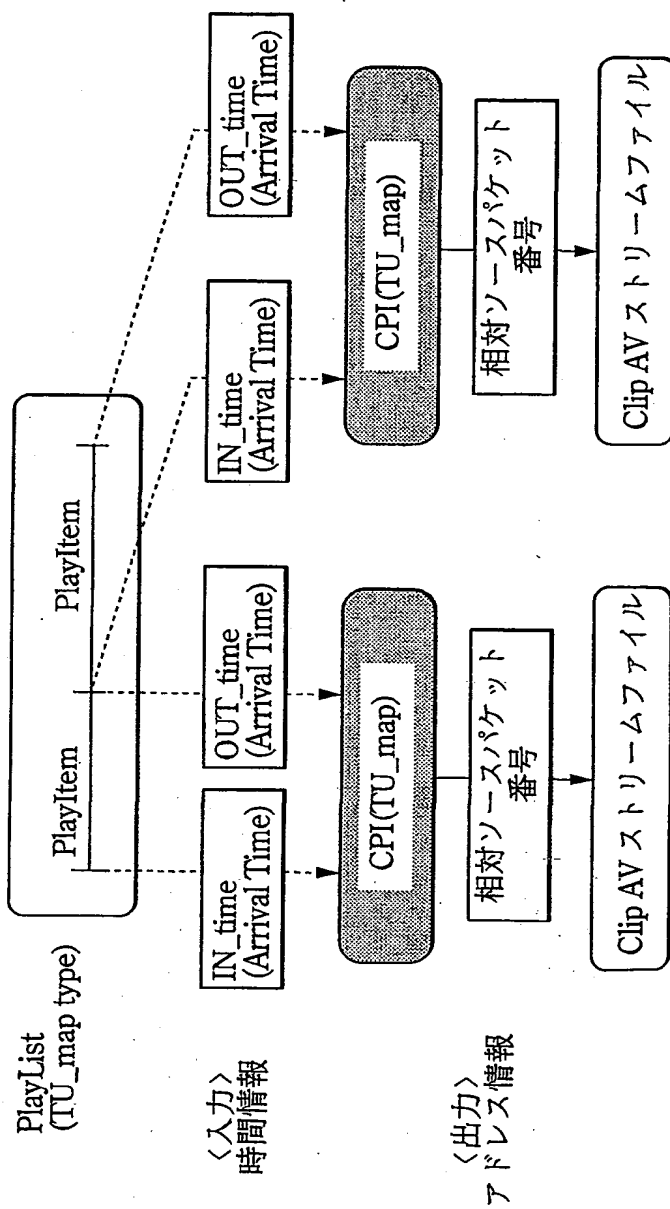 PlayList
(TU_map type)
PlayItem
PlayItem
〈入力〉
時間情報
IN_time
(Arrival Time)
OUT_time
(Arrival Time)
IN_time
(Arrival Time)
OUT_time
(Arrival Time)
CPI(TU_map)
CPI(TU_map)
〈出力〉
アドレス情報
相対ソースパケット
番号
相対ソースパケット
番号
Clip AVストリームファイル
Clip AVストリームファイル